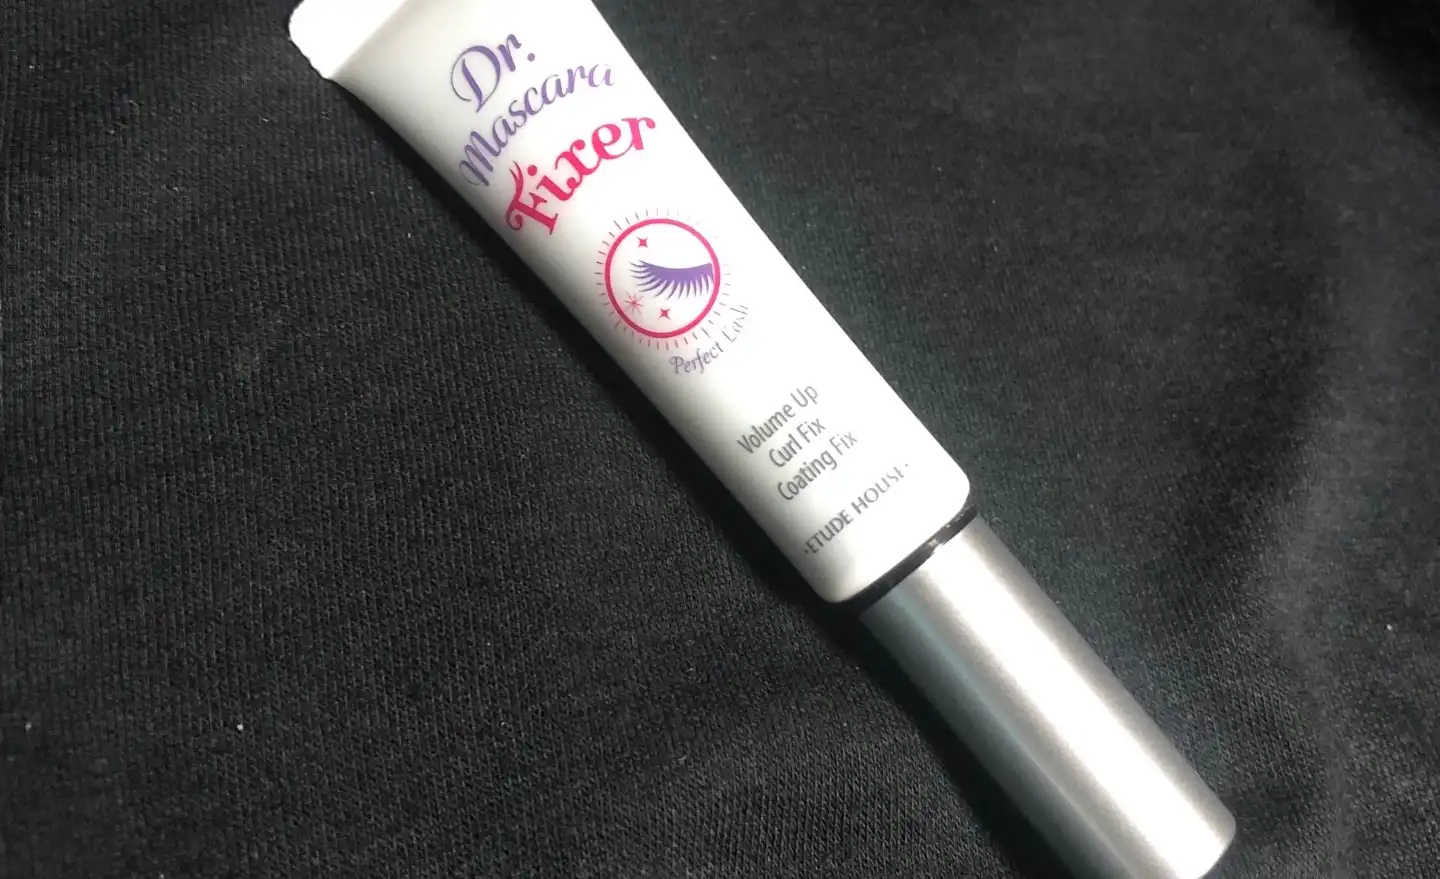 Dr.
Mascara
Fixer
Perfect Lash
Volume Up
Curl Fix
Coating Fix
·ETUDE HOUSE·